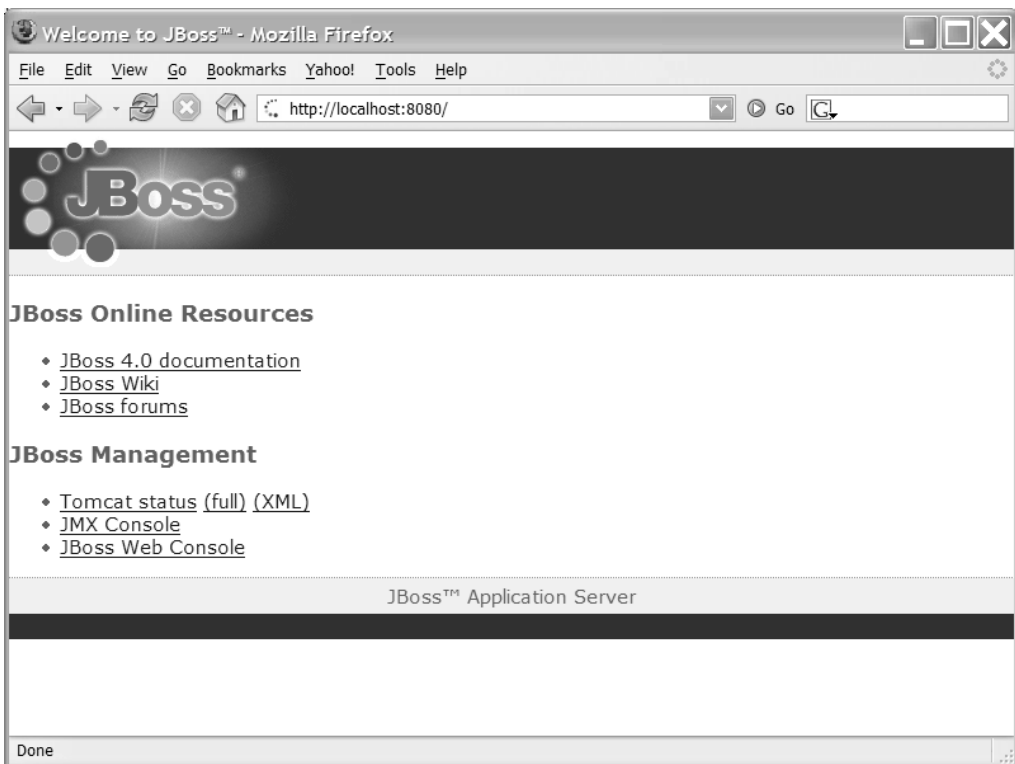 Welcome to JBoss™ - Mozilla Firefox
File Edit View Go Bookmarks Yahoo! Tools Help
http://localhost:8080/ Go G
JBoss®
JBoss Online Resources
JBoss 4.0 documentation
JBoss Wiki
JBoss forums
JBoss Management
Tomcat status (full) (XML)
JMX Console
JBoss Web Console
JBoss™ Application Server
Done